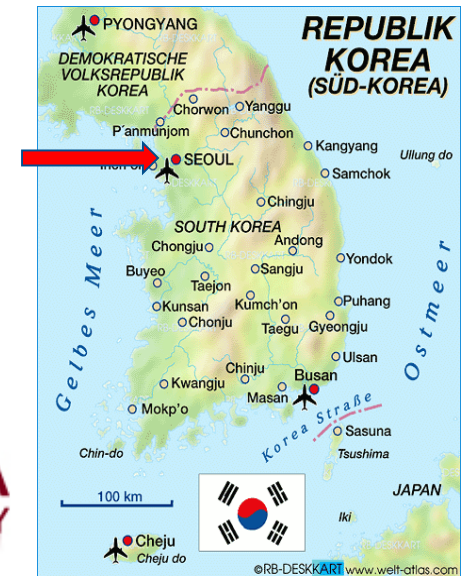 PYONGYANG
REPUBLIK
KOREA
(SÜD-KOREA)
DEMOKRATISCHE
VOLKSREPUBLIK
KOREA
© RB-DESKKART
Chorwon
Yanggu
P'anmunjom
Chunchon
Kangyang
Ullung do
SEOUL
Samchok
Chingju
SOUTH KOREA
Gelbes Meer
Ostmeer
Chongju
Andong
Yondok
Buyeo
Sangju
Taejon
Kunsan
Kumch'on
Puhang
Chonju
Taegu
Gyeongju
Ulsan
Chinju
Busan
Kwangju
Masan
Mokp'o
Korea Straße
Sasuna
Chin-do
Tsushima
100 km
JAPAN
Iki
Cheju
Cheju do
©RB-DESKKART www.welt-atlas.com